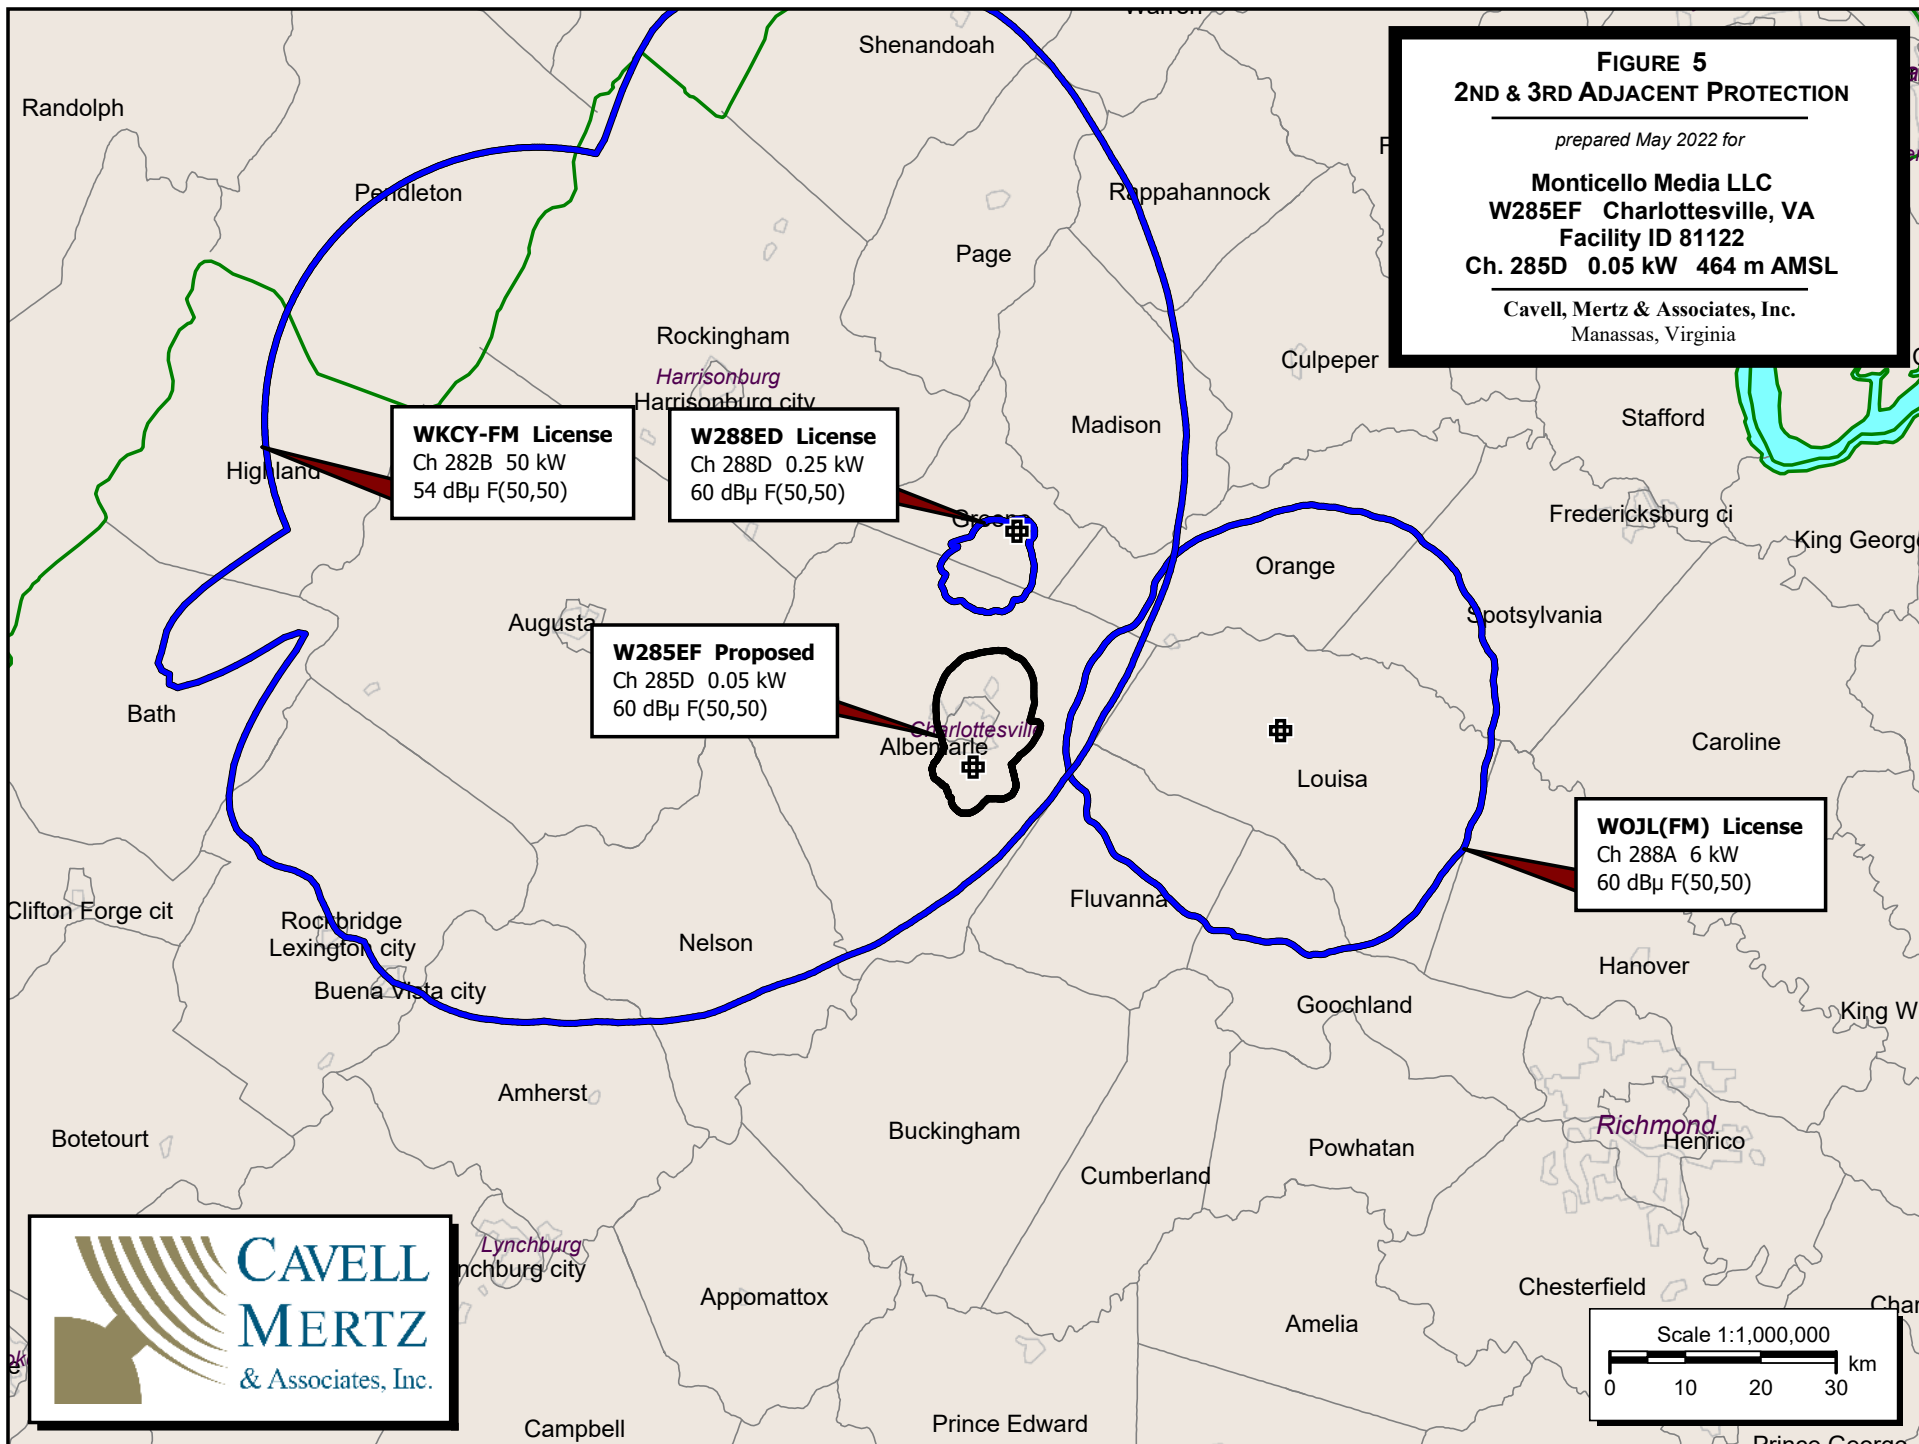 Warren
Shenandoah
FIGURE 5
2ND & 3RD ADJACENT PROTECTION
prepared May 2022 for
Monticello Media LLC
W285EF Charlottesville, VA
Facility ID 81122
Ch. 285D 0.05 kW 464 m AMSL
Cavell, Mertz & Associates, Inc.
Manassas, Virginia
Randolph
Pendleton
Rappahannock
Page
Rockingham
Harrisonburg
Harrisonburg city
Culpeper
Stafford
Madison
WKCY-FM License
Ch 282B 50 kW
54 dBµ F(50,50)
W288ED License
Ch 288D 0.25 kW
60 dBµ F(50,50)
Highland
Greene
Fredericksburg ci
King George
Orange
Spotsylvania
Augusta
W285EF Proposed
Ch 285D 0.05 kW
60 dBµ F(50,50)
Bath
Charlottesville
Albemarle
Caroline
Louisa
WOJL(FM) License
Ch 288A 6 kW
60 dBµ F(50,50)
Clifton Forge cit
Rockbridge
Lexington city
Buena Vista city
Nelson
Fluvanna
Hanover
Goochland
King W
Amherst
Botetourt
Buckingham
Cumberland
Powhatan
Richmond
Henrico
Lynchburg
nchburg city
Appomattox
Amelia
Chesterfield
Char
CAVELL
MERTZ
& Associates, Inc.
Scale 1:1,000,000
km
0 10 20 30
Campbell
Prince Edward
Prince George